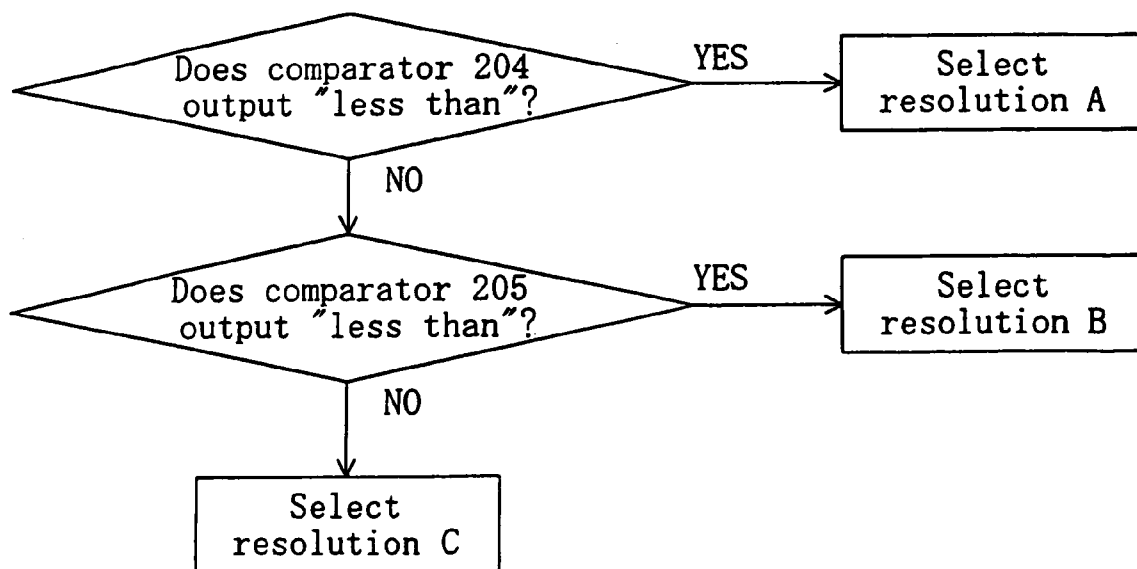 Does comparator 204
output "less than"?
YES
Select
resolution A
NO
Does comparator 205
output "less than"?
YES
Select
resolution B
NO
Select
resolution C